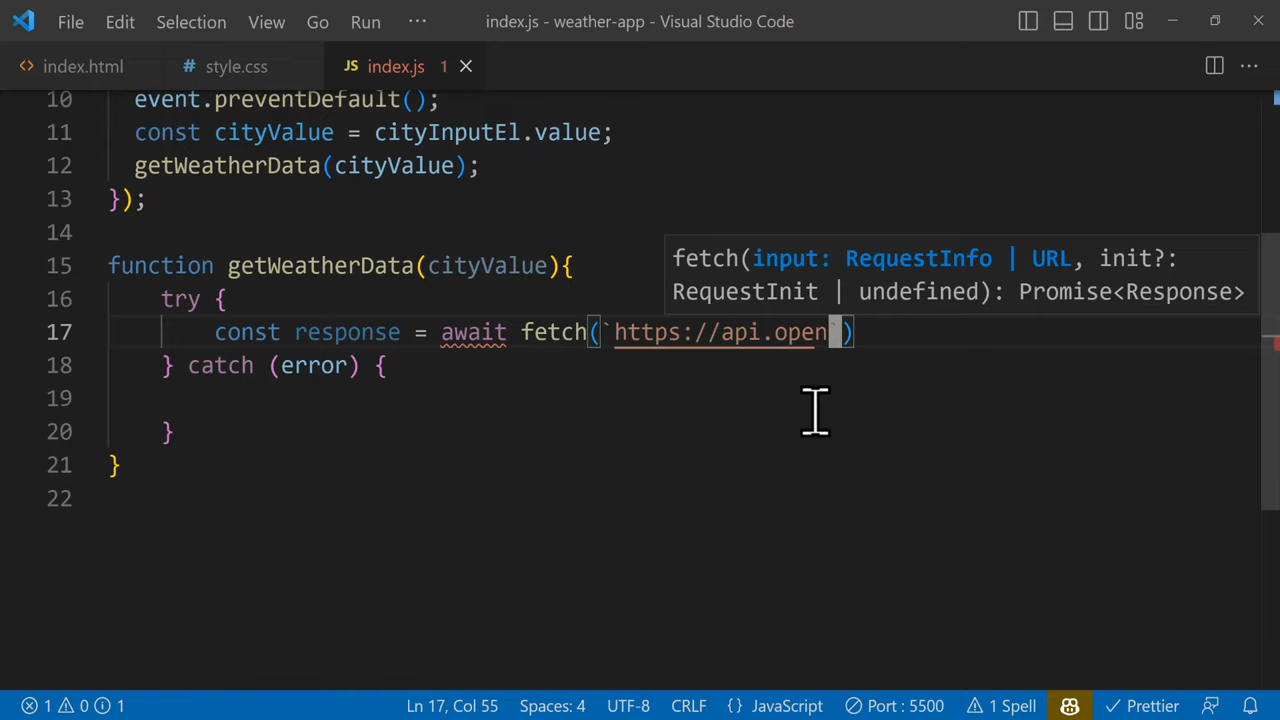 File Edit Selection View Go Run ··· index.js - weather-app - Visual Studio Code
<> index.html # style.css JS index.js 1
10 event.preventDefault();
11 const cityValue = cityInputEl.value;
12 getWeatherData(cityValue);
13 });
14
15 function getWeatherData(cityValue){
fetch(input: RequestInfo | URL, init?:
RequestInit | undefined): Promise<Response>
16 try {
17 const response = await fetch(`https://api.open`)
18 } catch (error) {
19
20 }
21 }
22
1 0 1 Ln 17, Col 55 Spaces: 4 UTF-8 CRLF {} JavaScript Port : 5500 1 Spell Prettier